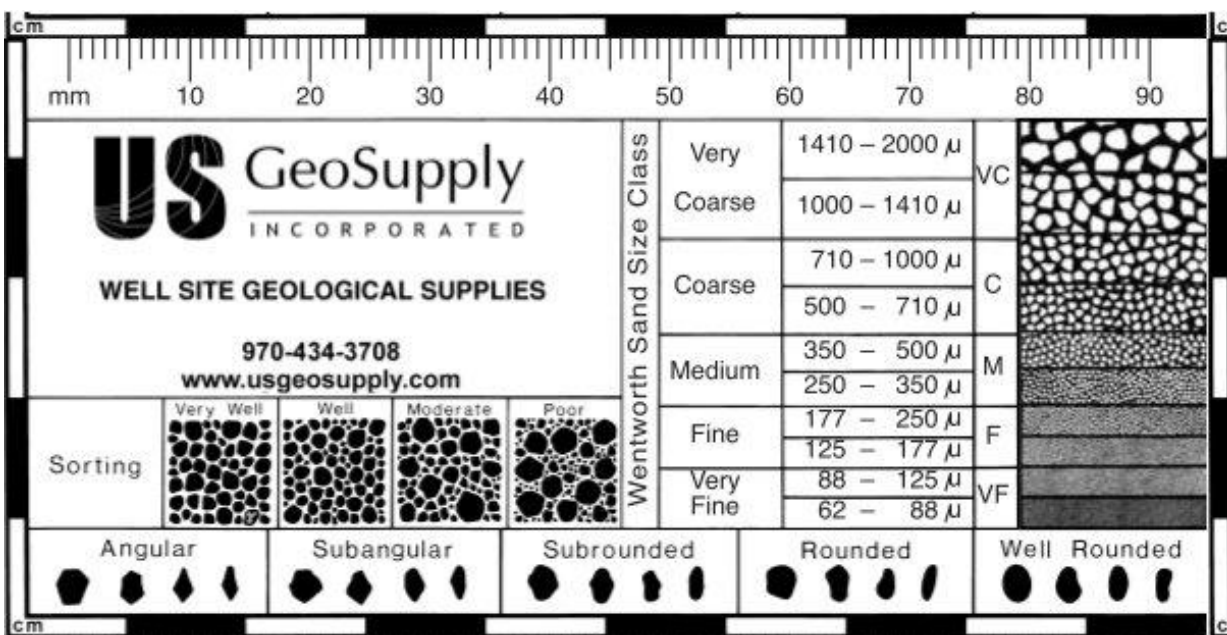 cm
c
mm 10 20 30 40 50 60 70 80 90
US GeoSupply
INCORPORATED
WELL SITE GEOLOGICAL SUPPLIES
970-434-3708
www.usgeosupply.com
Sorting
Very Well
Well
Moderate
Poor
Wentworth Sand Size Class
Very
Coarse
1410 – 2000 µ
1000 – 1410 µ
VC
Coarse
710 – 1000 µ
500 – 710 µ
C
Medium
350 – 500 µ
250 – 350 µ
M
Fine
177 – 250 µ
125 – 177 µ
F
Very
Fine
88 – 125 µ
62 – 88 µ
VF
Angular
Subangular
Subrounded
Rounded
Well Rounded
cm
c